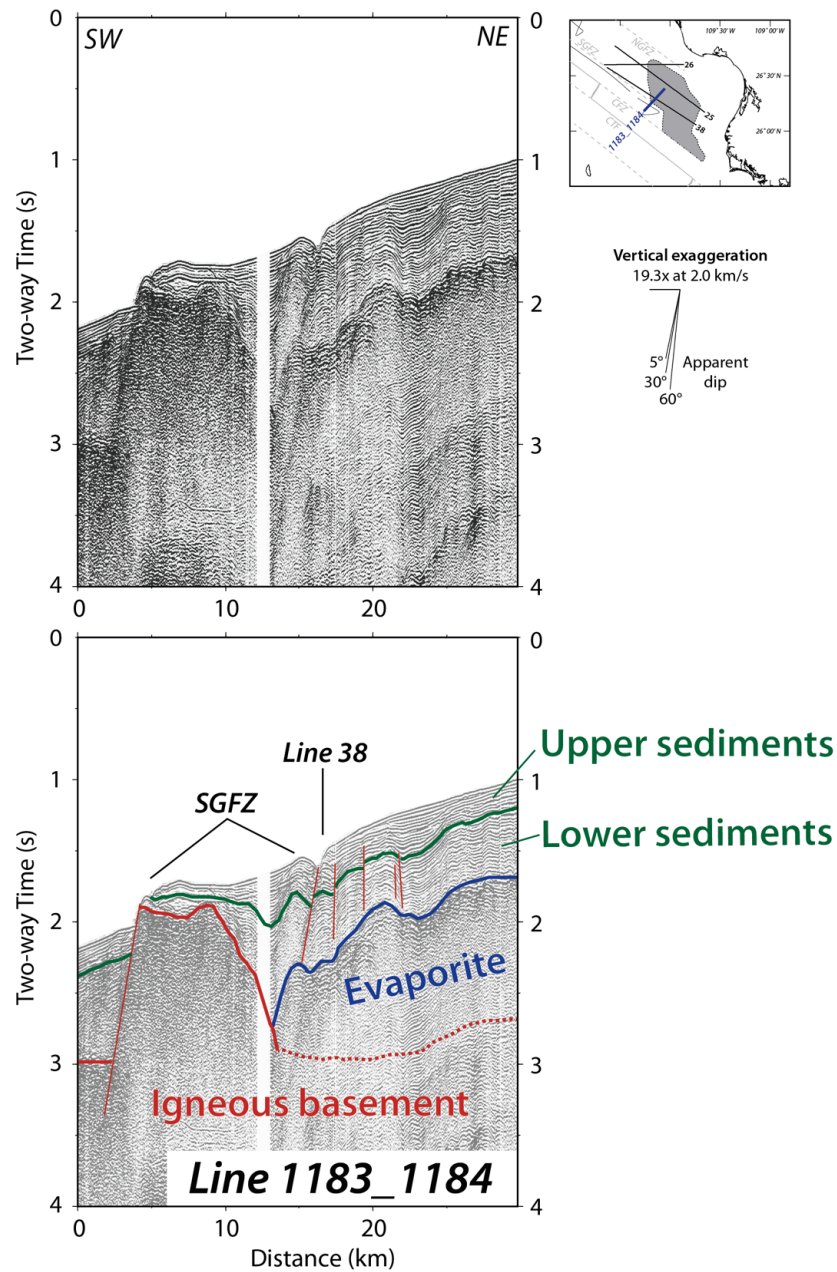 SW
NE
0
1
2
3
4
Two-way Time (s)
0
1
2
3
4
0
10
20
109° 30' W
109° 00' W
26° 30' N
26° 00' N
SGFZ
NGFZ
CFZ
CTF
26
25
38
1183_1184
Vertical exaggeration
19.3x at 2.0 km/s
5°
30°
60°
Apparent
dip
0
1
2
3
4
Two-way Time (s)
0
1
2
3
4
Line 38
SGFZ
Upper sediments
Lower sediments
Evaporite
Igneous basement
Line 1183_1184
0
10
20
Distance (km)